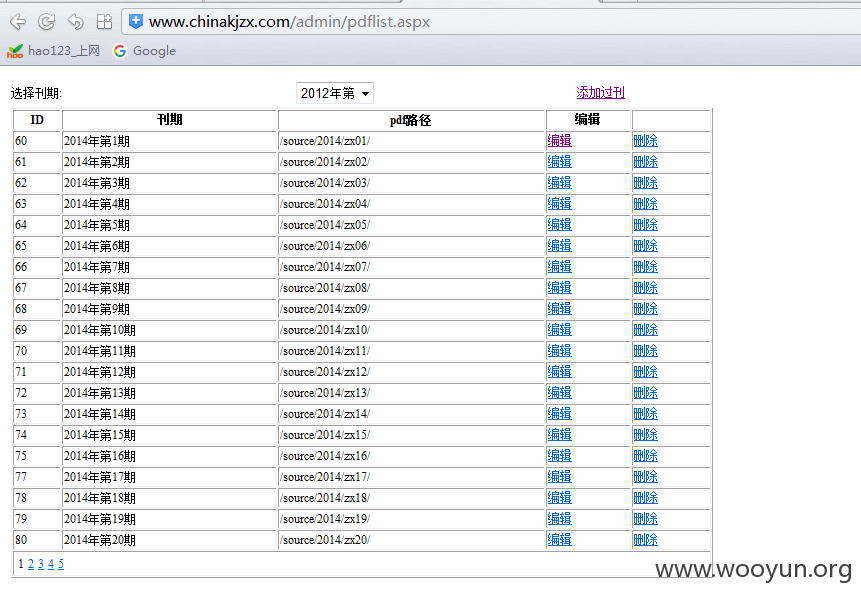 www.chinakjzx.com/admin/pdflist.aspx
hao123_上网 Google
选择刊期: 2012年第 添加过刊
ID 刊期 pdf路径 编辑
60 2014年第1期 /source/2014/zx01/ 编辑 删除
61 2014年第2期 /source/2014/zx02/ 编辑 删除
62 2014年第3期 /source/2014/zx03/ 编辑 删除
63 2014年第4期 /source/2014/zx04/ 编辑 删除
64 2014年第5期 /source/2014/zx05/ 编辑 删除
65 2014年第6期 /source/2014/zx06/ 编辑 删除
66 2014年第7期 /source/2014/zx07/ 编辑 删除
67 2014年第8期 /source/2014/zx08/ 编辑 删除
68 2014年第9期 /source/2014/zx09/ 编辑 删除
69 2014年第10期 /source/2014/zx10/ 编辑 删除
70 2014年第11期 /source/2014/zx11/ 编辑 删除
71 2014年第12期 /source/2014/zx12/ 编辑 删除
72 2014年第13期 /source/2014/zx13/ 编辑 删除
73 2014年第14期 /source/2014/zx14/ 编辑 删除
74 2014年第15期 /source/2014/zx15/ 编辑 删除
75 2014年第16期 /source/2014/zx16/ 编辑 删除
77 2014年第17期 /source/2014/zx17/ 编辑 删除
78 2014年第18期 /source/2014/zx18/ 编辑 删除
79 2014年第19期 /source/2014/zx19/ 编辑 删除
80 2014年第20期 /source/2014/zx20/ 编辑 删除
1 2 3 4 5
www.wooyun.org